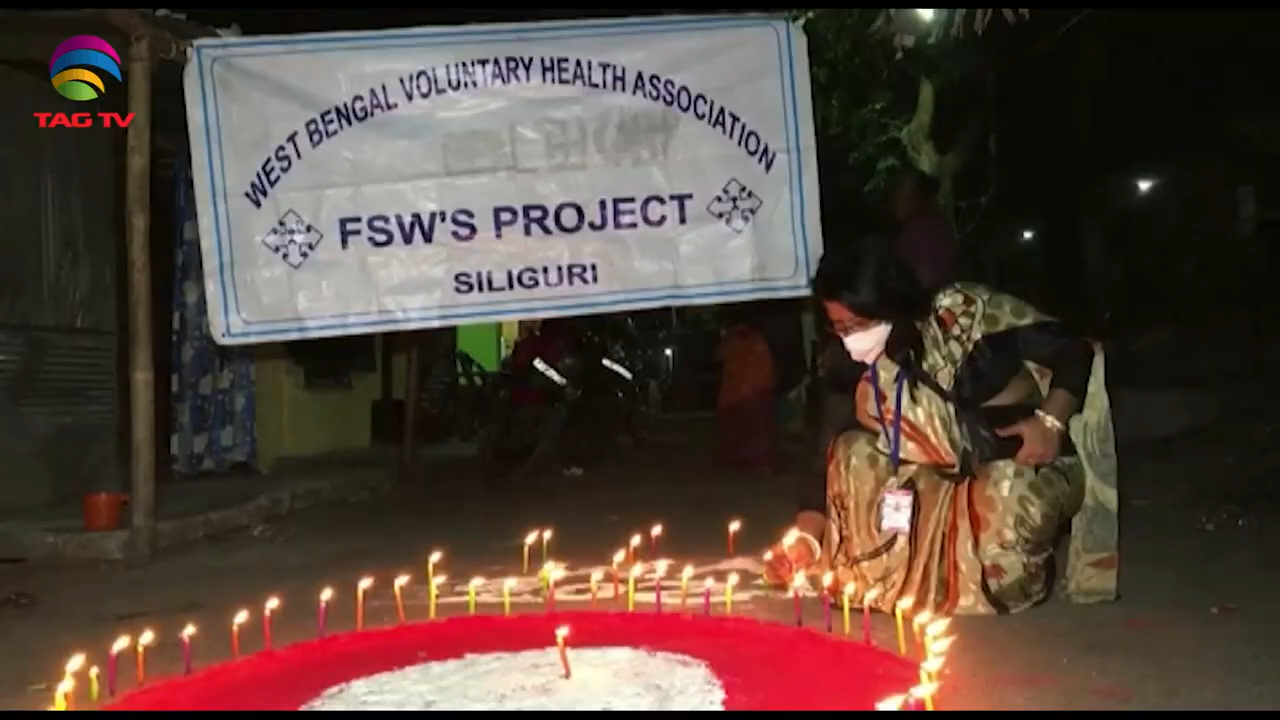 TAG TV
WEST BENGAL VOLUNTARY HEALTH ASSOCIATION
FSW'S PROJECT
SILIGURI